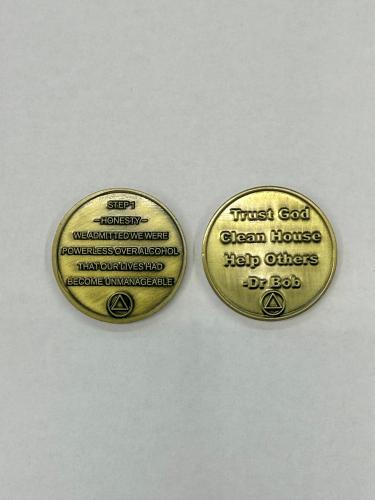 STEP 1
–HONESTY–
WE ADMITTED WE WERE
POWERLESS OVER ALCOHOL
THAT OUR LIVES HAD
BECOME UNMANAGEABLE
Trust God
Clean House
Help Others
-Dr Bob